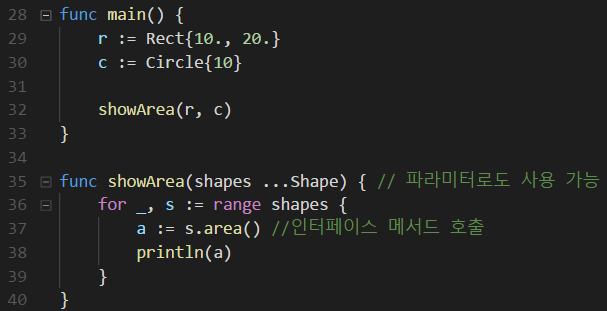 28 func main() {
29 r := Rect{10., 20.}
30 c := Circle{10}
31
32 showArea(r, c)
33 }
34
35 func showArea(shapes ...Shape) { // 파라미터로도 사용 가능
36 for _, s := range shapes {
37 a := s.area() //인터페이스 메서드 호출
38 println(a)
39 }
40 }